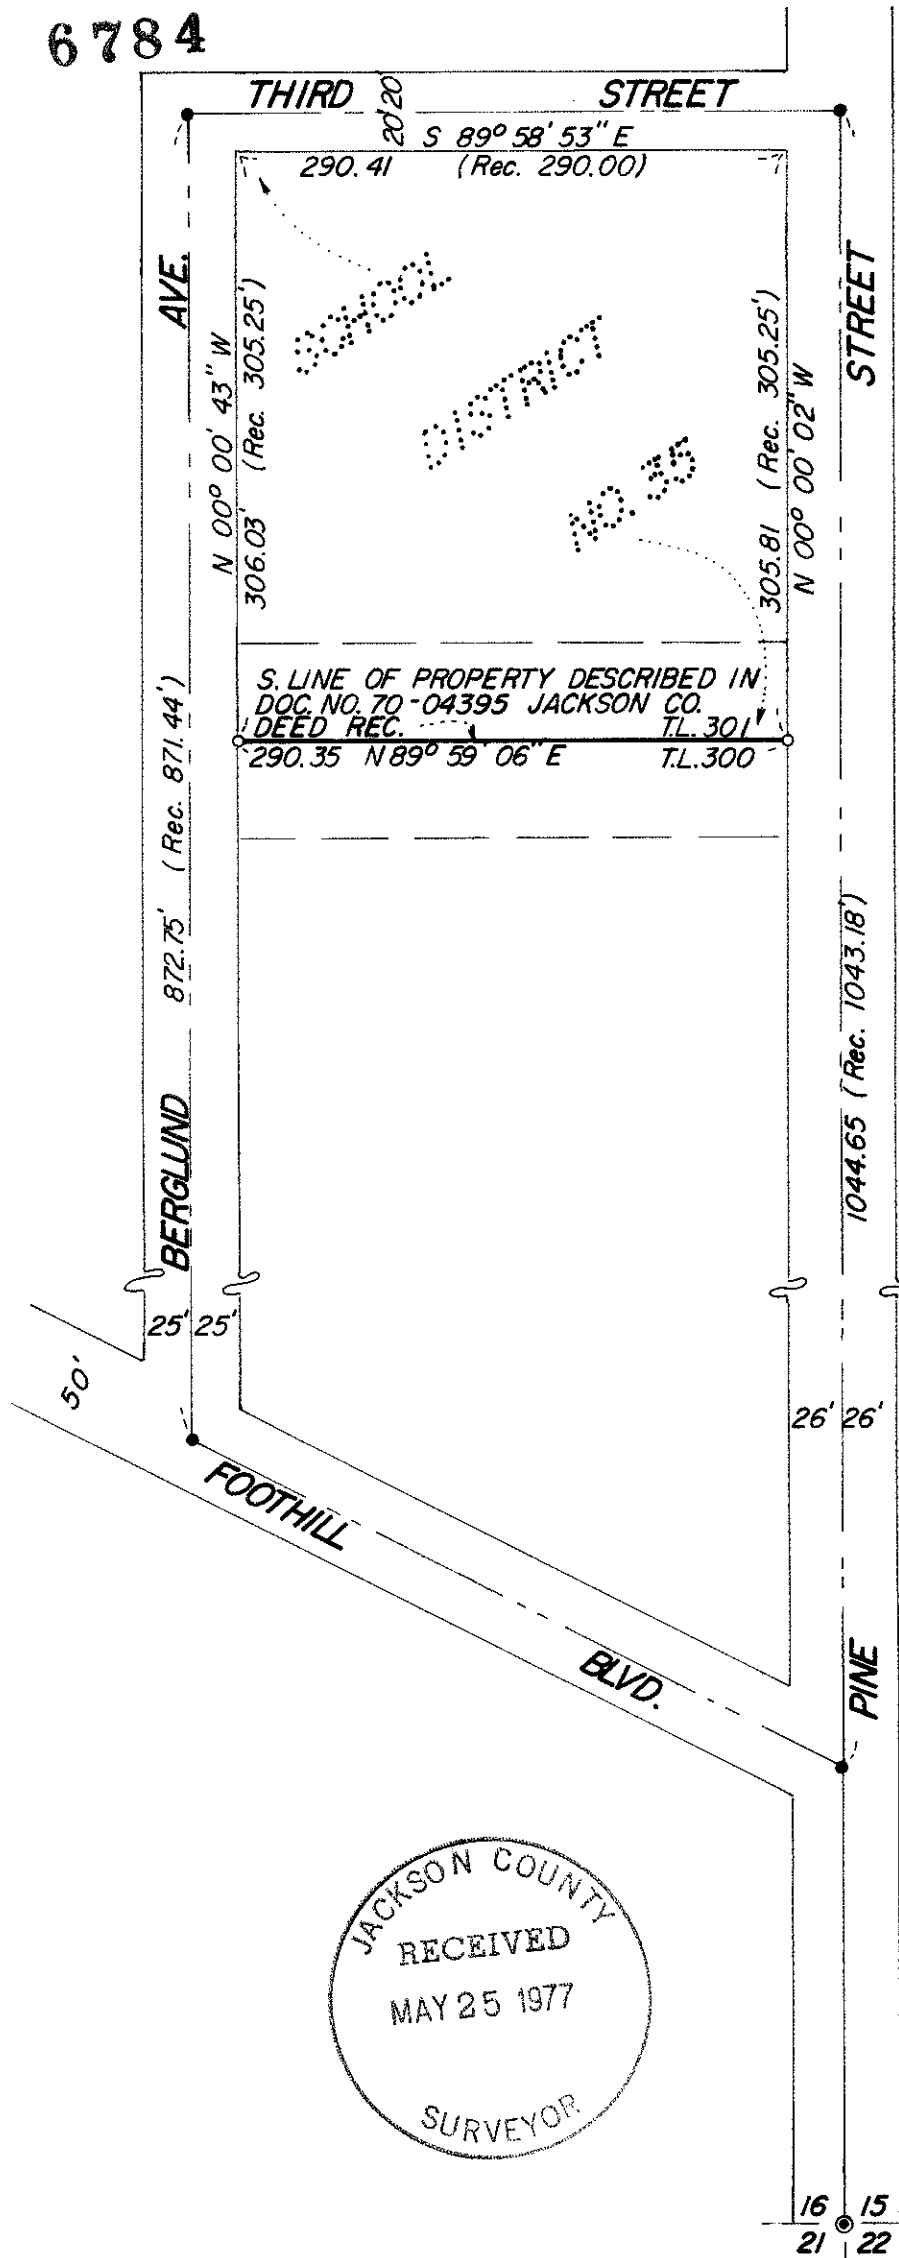 6784
THIRD STREET
20' 20'
S 89° 58' 53" E
290.41 (Rec. 290.00)
AVE.
N 00° 00' 43" W
306.03' (Rec. 305.25')
SCHOOL
DISTRICT
NO. 35
305.81 (Rec. 305.25')
N 00° 00' 02" W
STREET
S. LINE OF PROPERTY DESCRIBED IN
DOC. NO. 70-04395 JACKSON CO.
DEED REC. T.L. 301
290.35 N 89° 59' 06" E T.L. 300
872.75' (Rec. 871.44')
BERGLUND
1044.65 (Rec. 1043.18')
25' 25'
50'
26' 26'
FOOTHILL
BLVD.
PINE
JACKSON COUNTY
RECEIVED
MAY 25 1977
SURVEYOR
16 15
21 22